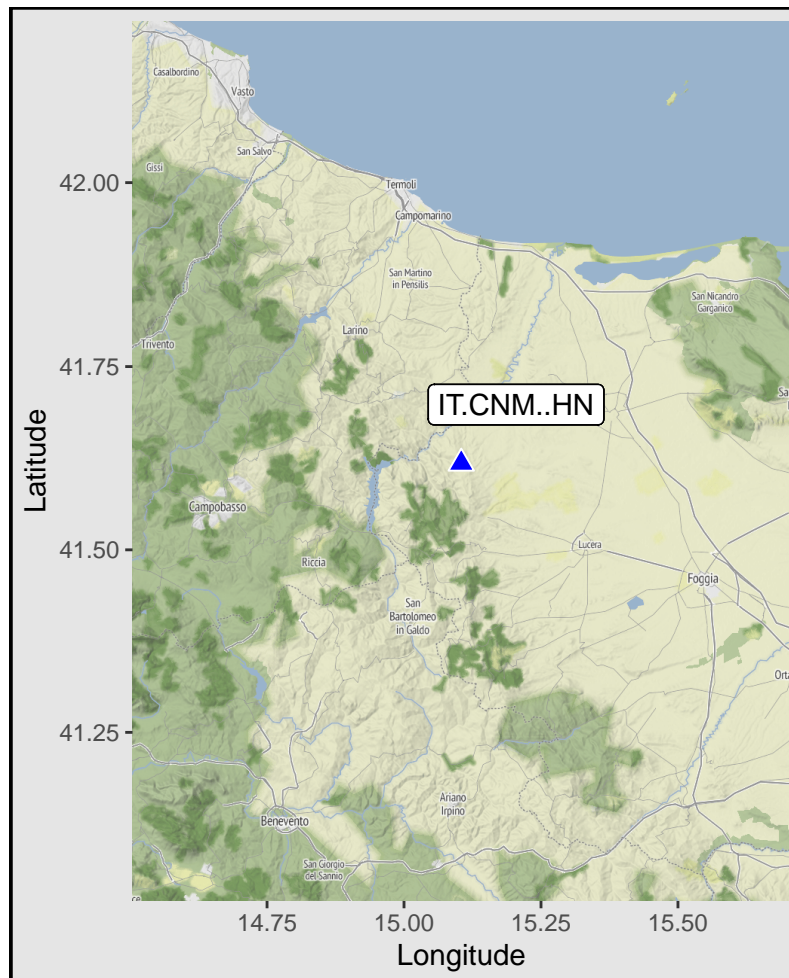 Casalbordino
Vasto
San Salvo
Gissi
42.00
Termoli
Campomarino
San Martino
in Pensilis
San Nicandro
Garganico
Larino
Trivento
41.75
IT.CNM..HN
Latitude
Campobasso
41.50
Lucera
Riccia
Foggia
San
Bartolomeo
in Galdo
41.25
Ariano
Irpino
Benevento
San Giorgio
del Sannio
14.75
15.00
15.25
15.50
Longitude